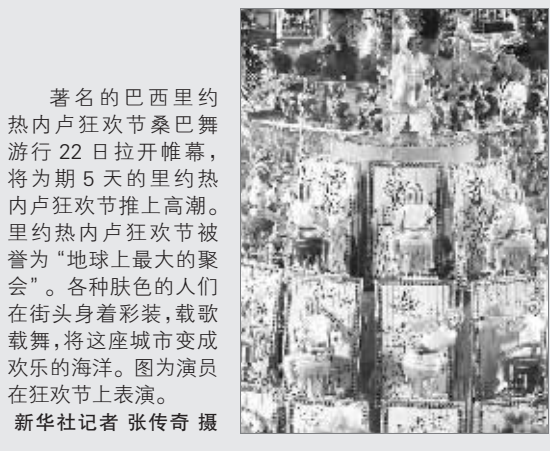 著名的巴西里约
热内卢狂欢节桑巴舞
游行 22 日拉开帷幕，
将为期 5 天的里约热
内卢狂欢节推上高潮。
里约热内卢狂欢节被
誉为“地球上最大的聚
会”。各种肤色的人们
在街头身着彩装，载歌
载舞，将这座城市变成
欢乐的海洋。图为演员
在狂欢节上表演。
新华社记者 张传奇 摄